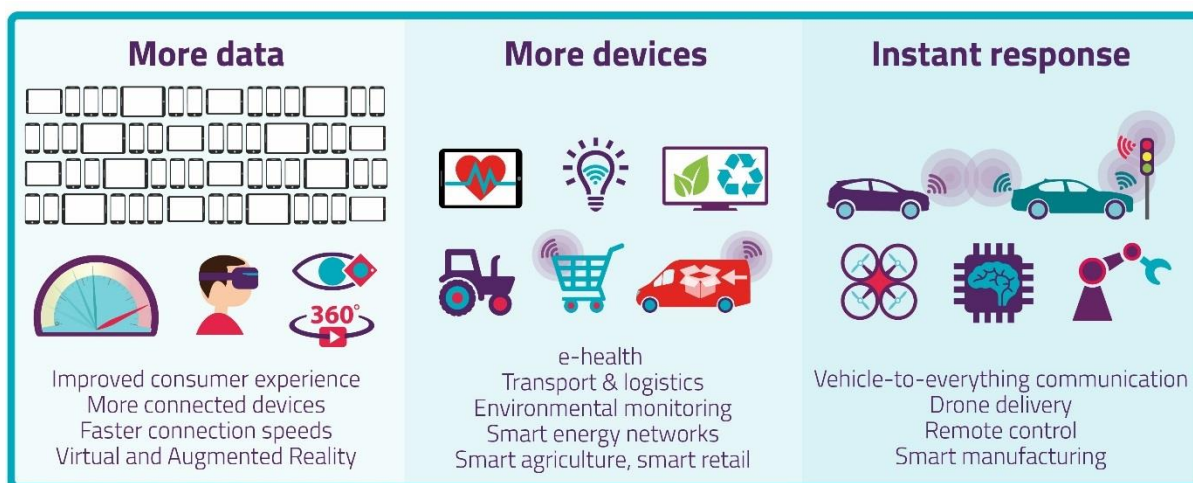 More data
360°
Improved consumer experience
More connected devices
Faster connection speeds
Virtual and Augmented Reality
More devices
e-health
Transport & logistics
Environmental monitoring
Smart energy networks
Smart agriculture, smart retail
Instant response
Vehicle-to-everything communication
Drone delivery
Remote control
Smart manufacturing